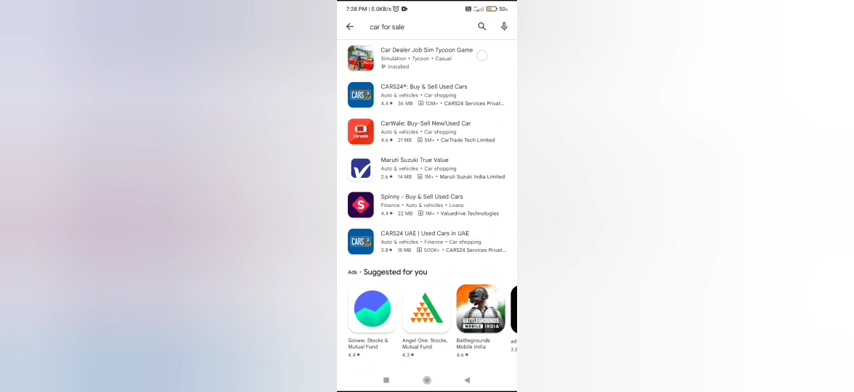 7:28 PM | 0.0KB/s
50%
car for sale
Car Dealer Job Sim Tycoon Game
Simulation • Tycoon • Casual
Installed
CARS24®: Buy & Sell Used Cars
Auto & vehicles • Car shopping
4.4★ 36 MB 10M+ • CARS24 Services Privat...
CarWale: Buy-Sell New/Used Car
Auto & vehicles • Car shopping
4.6★ 21 MB 5M+ • CarTrade Tech Limited
Maruti Suzuki True Value
Auto & vehicles • Car shopping
2.6★ 14 MB 1M+ • Maruti Suzuki India Limited
Spinny - Buy & Sell Used Cars
Finance • Auto & vehicles • Loans
4.4★ 22 MB 1M+ • Valuedrive Technologies
CARS24 UAE | Used Cars in UAE
Auto & vehicles • Finance • Car shopping
3.8★ 18 MB 500K+ • CARS24 Services Privat...
Ads • Suggested for you
Groww: Stocks & Mutual Fund
4.4★
Angel One: Stocks, Mutual Fund
4.3★
BATTLEGROUNDS
MOBILE INDIA
Battlegrounds Mobile India
4.6★